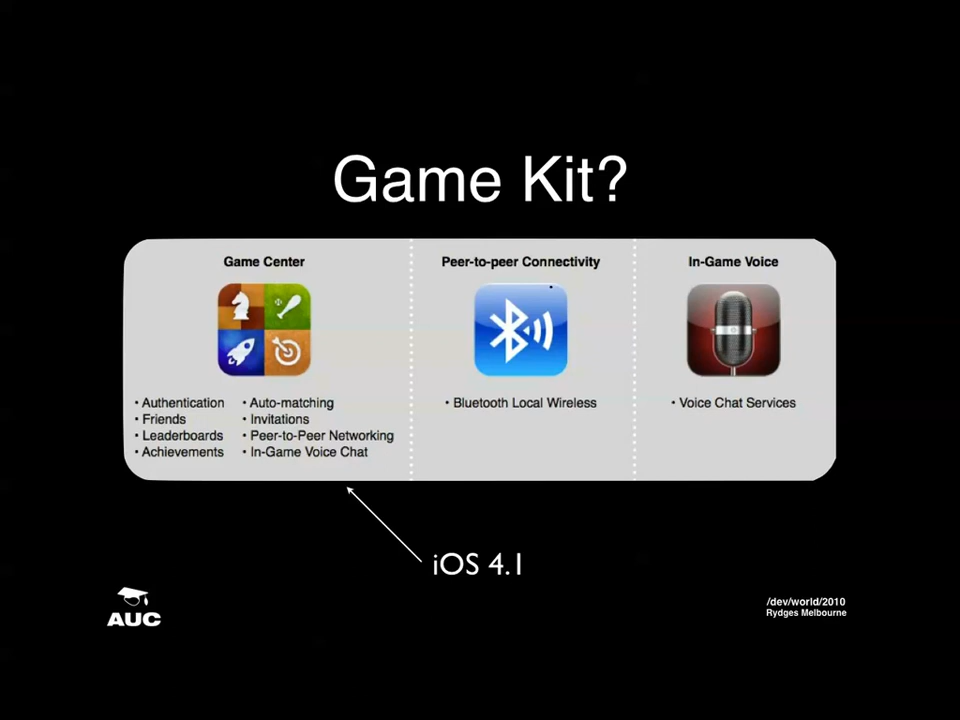 Game Kit?
Game Center
• Authentication
• Friends
• Leaderboards
• Achievements
• Auto-matching
• Invitations
• Peer-to-Peer Networking
• In-Game Voice Chat
Peer-to-peer Connectivity
• Bluetooth Local Wireless
In-Game Voice
• Voice Chat Services
iOS 4.1
AUC
/dev/world/2010
Rydges Melbourne